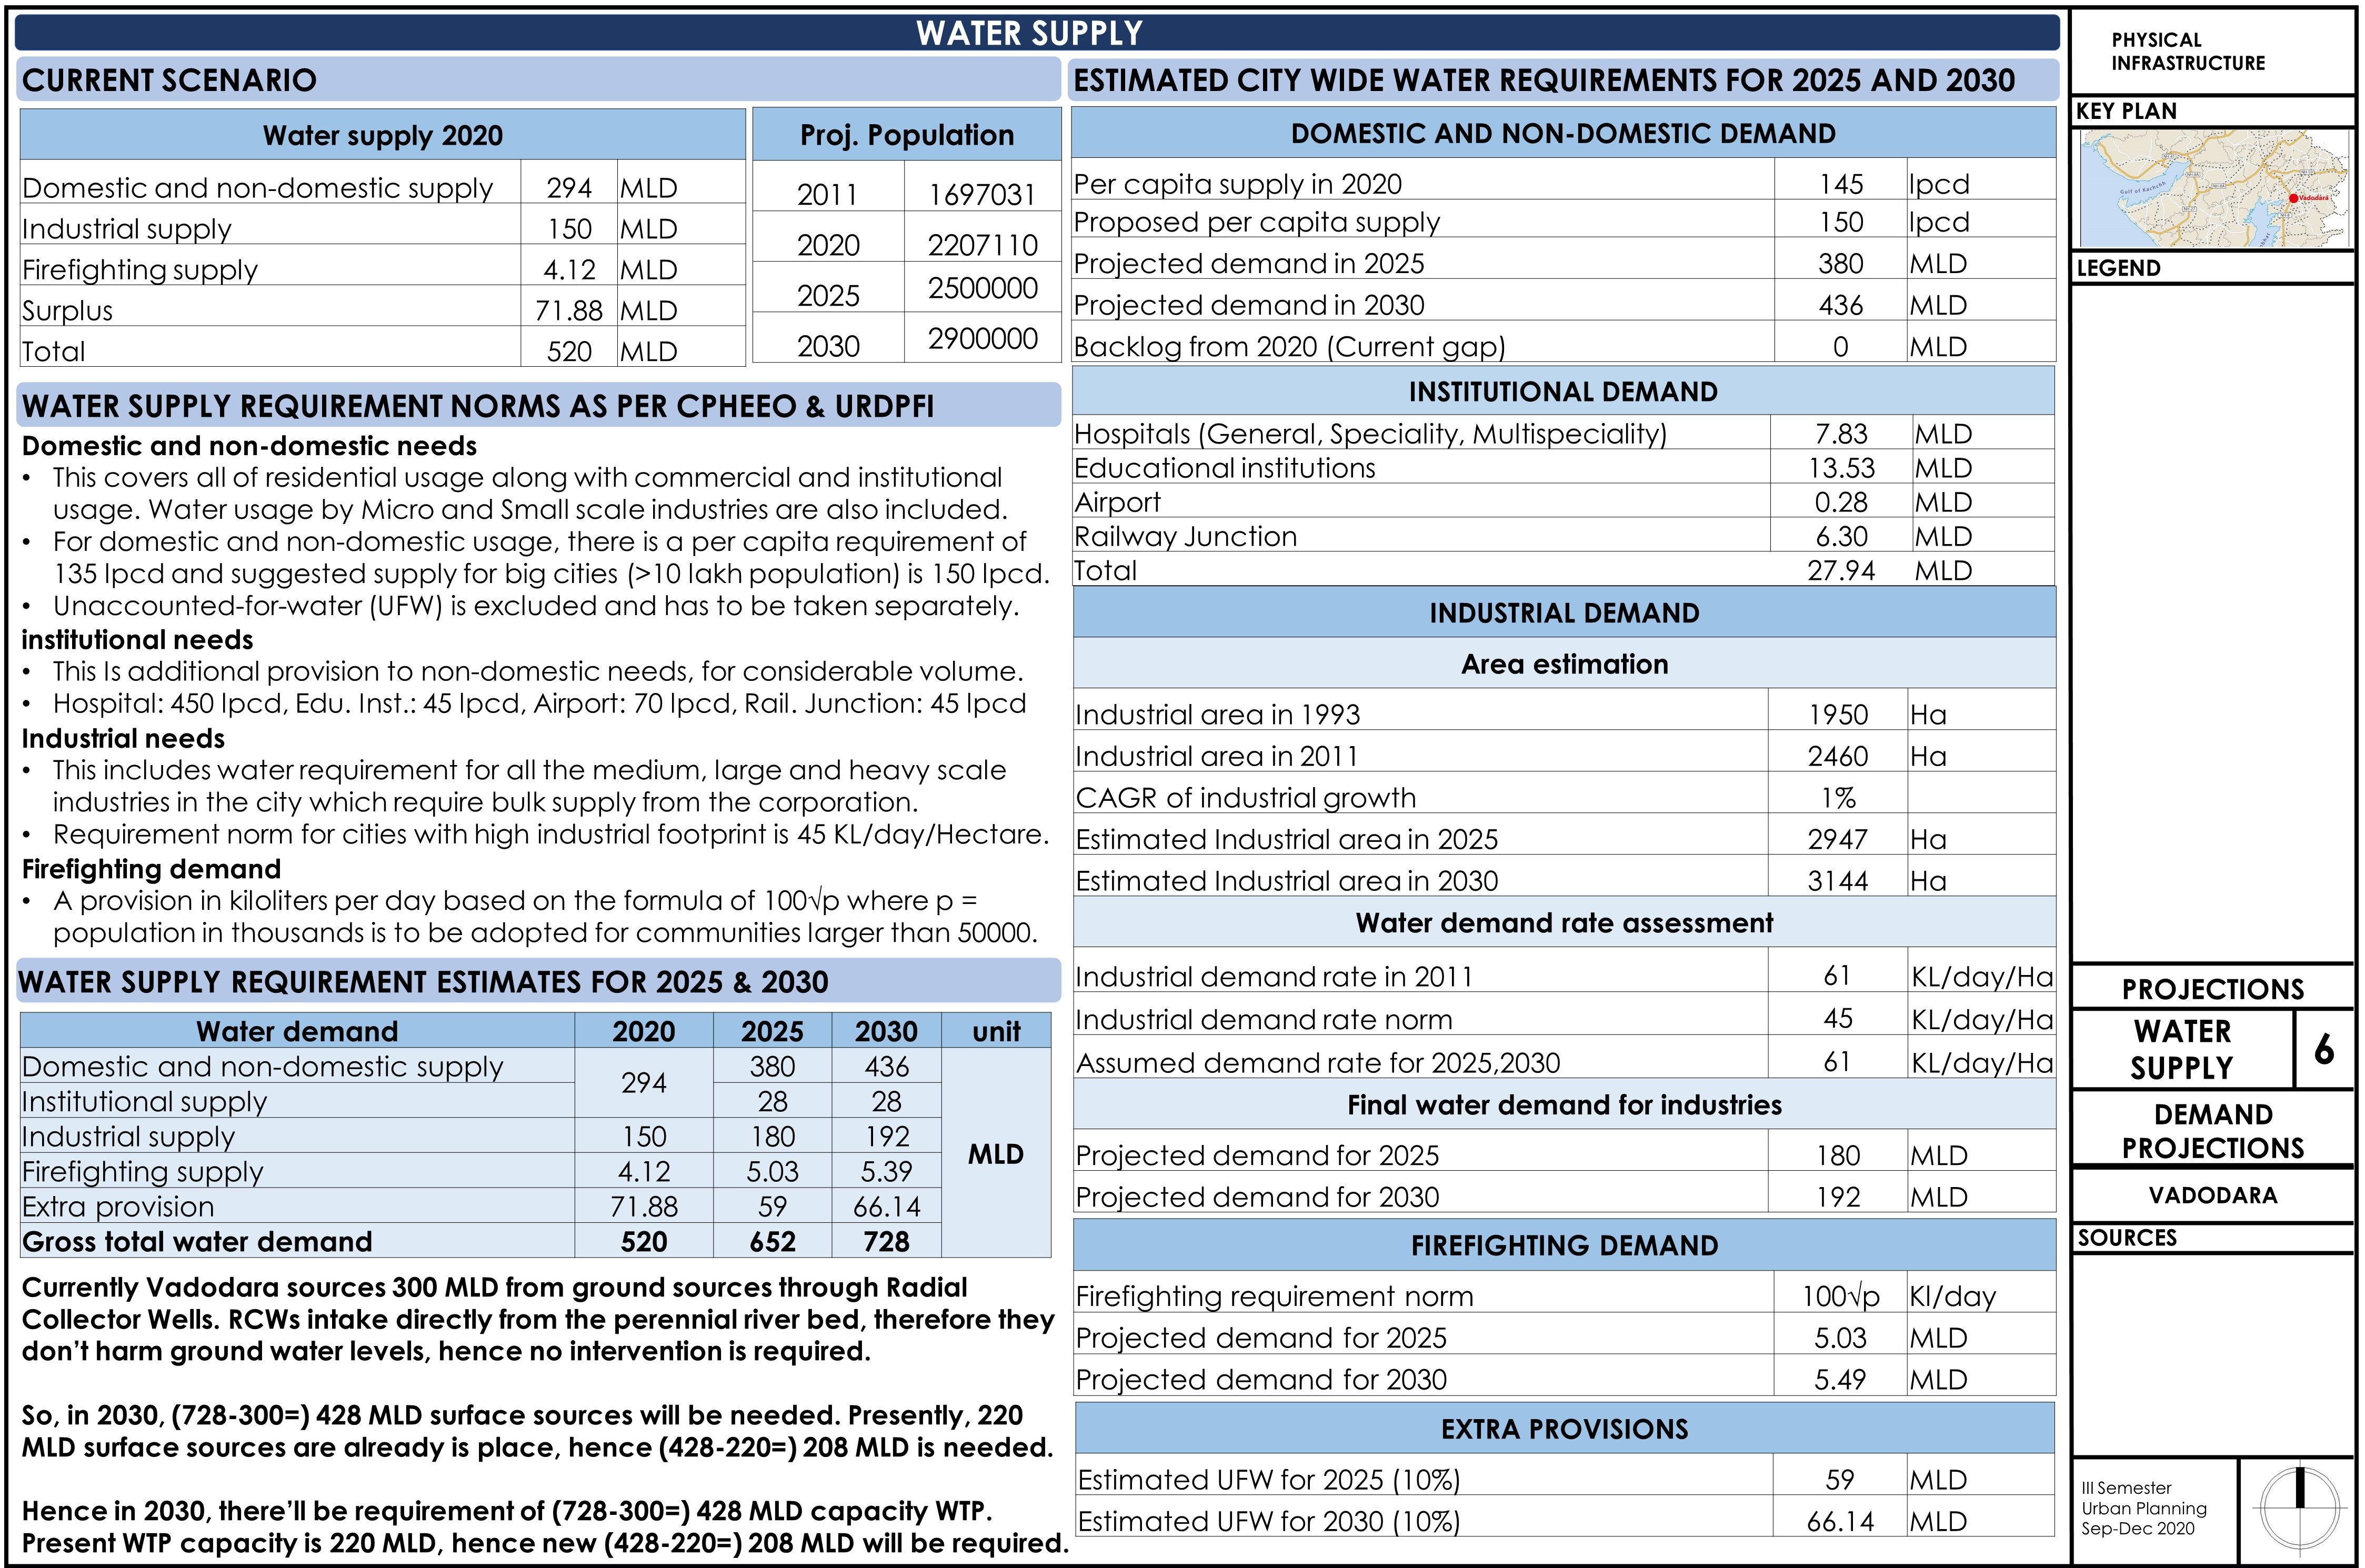 WATER SUPPLY
CURRENT SCENARIO
Water supply 2020
Domestic and non-domestic supply 294 MLD
Industrial supply 150 MLD
Firefighting supply 4.12 MLD
Surplus 71.88 MLD
Total 520 MLD
Proj. Population
2011 1697031
2020 2207110
2025 2500000
2030 2900000
WATER SUPPLY REQUIREMENT NORMS AS PER CPHEEO & URDPFI
Domestic and non-domestic needs
• This covers all of residential usage along with commercial and institutional
usage. Water usage by Micro and Small scale industries are also included.
• For domestic and non-domestic usage, there is a per capita requirement of
135 lpcd and suggested supply for big cities (>10 lakh population) is 150 lpcd.
• Unaccounted-for-water (UFW) is excluded and has to be taken separately.
institutional needs
• This Is additional provision to non-domestic needs, for considerable volume.
• Hospital: 450 lpcd, Edu. Inst.: 45 lpcd, Airport: 70 lpcd, Rail. Junction: 45 lpcd
Industrial needs
• This includes water requirement for all the medium, large and heavy scale
industries in the city which require bulk supply from the corporation.
• Requirement norm for cities with high industrial footprint is 45 KL/day/Hectare.
Firefighting demand
• A provision in kiloliters per day based on the formula of 100√p where p =
population in thousands is to be adopted for communities larger than 50000.
WATER SUPPLY REQUIREMENT ESTIMATES FOR 2025 & 2030
Water demand 2020 2025 2030 unit
Domestic and non-domestic supply 294 380 436 MLD
Institutional supply 28 28
Industrial supply 150 180 192
Firefighting supply 4.12 5.03 5.39
Extra provision 71.88 59 66.14
Gross total water demand 520 652 728
Currently Vadodara sources 300 MLD from ground sources through Radial
Collector Wells. RCWs intake directly from the perennial river bed, therefore they
don't harm ground water levels, hence no intervention is required.
So, in 2030, (728-300=) 428 MLD surface sources will be needed. Presently, 220
MLD surface sources are already is place, hence (428-220=) 208 MLD is needed.
Hence in 2030, there'll be requirement of (728-300=) 428 MLD capacity WTP.
Present WTP capacity is 220 MLD, hence new (428-220=) 208 MLD will be required.
ESTIMATED CITY WIDE WATER REQUIREMENTS FOR 2025 AND 2030
DOMESTIC AND NON-DOMESTIC DEMAND
Per capita supply in 2020 145 lpcd
Proposed per capita supply 150 lpcd
Projected demand in 2025 380 MLD
Projected demand in 2030 436 MLD
Backlog from 2020 (Current gap) 0 MLD
INSTITUTIONAL DEMAND
Hospitals (General, Speciality, Multispeciality) 7.83 MLD
Educational institutions 13.53 MLD
Airport 0.28 MLD
Railway Junction 6.30 MLD
Total 27.94 MLD
INDUSTRIAL DEMAND
Area estimation
Industrial area in 1993 1950 Ha
Industrial area in 2011 2460 Ha
CAGR of industrial growth 1%
Estimated Industrial area in 2025 2947 Ha
Estimated Industrial area in 2030 3144 Ha
Water demand rate assessment
Industrial demand rate in 2011 61 KL/day/Ha
Industrial demand rate norm 45 KL/day/Ha
Assumed demand rate for 2025,2030 61 KL/day/Ha
Final water demand for industries
Projected demand for 2025 180 MLD
Projected demand for 2030 192 MLD
FIREFIGHTING DEMAND
Firefighting requirement norm 100√p Kl/day
Projected demand for 2025 5.03 MLD
Projected demand for 2030 5.49 MLD
EXTRA PROVISIONS
Estimated UFW for 2025 (10%) 59 MLD
Estimated UFW for 2030 (10%) 66.14 MLD
PHYSICAL
INFRASTRUCTURE
KEY PLAN
Gulf of Kachchh
Vadodara
LEGEND
PROJECTIONS
WATER
SUPPLY
6
DEMAND
PROJECTIONS
VADODARA
SOURCES
III Semester
Urban Planning
Sep-Dec 2020